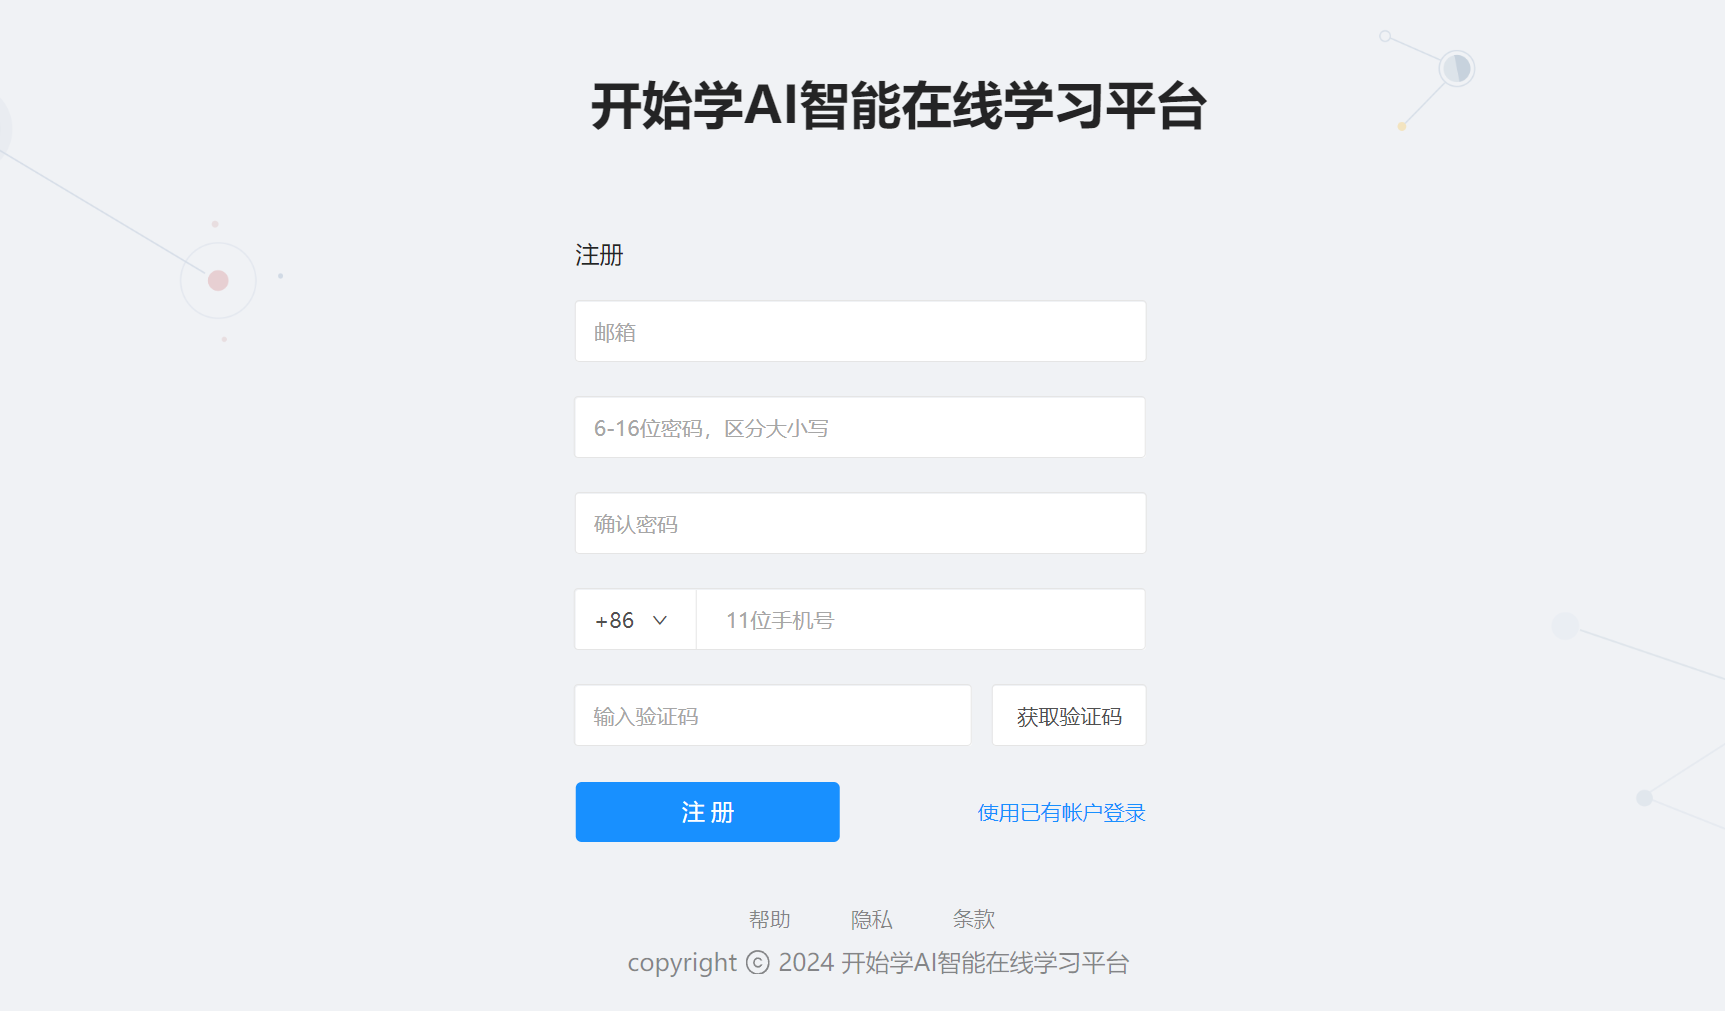 开始学AI智能在线学习平台
注册
邮箱
6-16位密码，区分大小写
确认密码
+86 11位手机号
输入验证码 获取验证码
注 册 使用已有帐户登录
帮助 隐私 条款
copyright © 2024 开始学AI智能在线学习平台